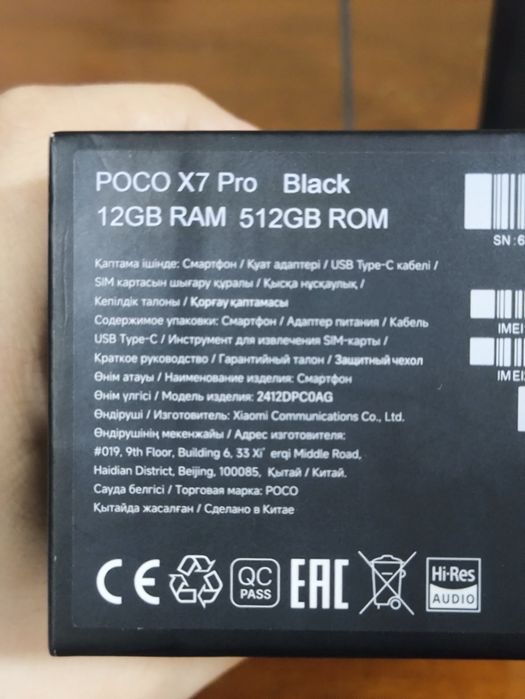 POCO X7 Pro Black
12GB RAM 512GB ROM
SN:6
Қаптама ішінде: Смартфон / Қуат адаптері / USB Type-C кабелі /
SIM картасын шығару құралы / Қысқа нұсқаулық /
Кепілдік талоны / Қорғау қаптамасы
IMEI
Содержимое упаковки: Смартфон / Адаптер питания / Кабель
USB Type-C / Инструмент для извлечения SIM-карты /
Краткое руководство / Гарантийный талон / Защитный чехол
IMEI
Өнім атауы / Наименование изделия: Смартфон
Өнім үлгісі / Модель изделия: 2412DPC0AG
Өндіруші / Изготовитель: Xiaomi Communications Co., Ltd.
Өндірушінің мекенжайы / Адрес изготовителя:
#019, 9th Floor, Building 6, 33 Xi' erqi Middle Road,
Haidian District, Beijing, 100085, Қытай / Китай.
Сауда белгісі / Торговая марка: POCO
Қытайда жасалған / Сделано в Китае
CE QC PASS EAC Hi-Res AUDIO